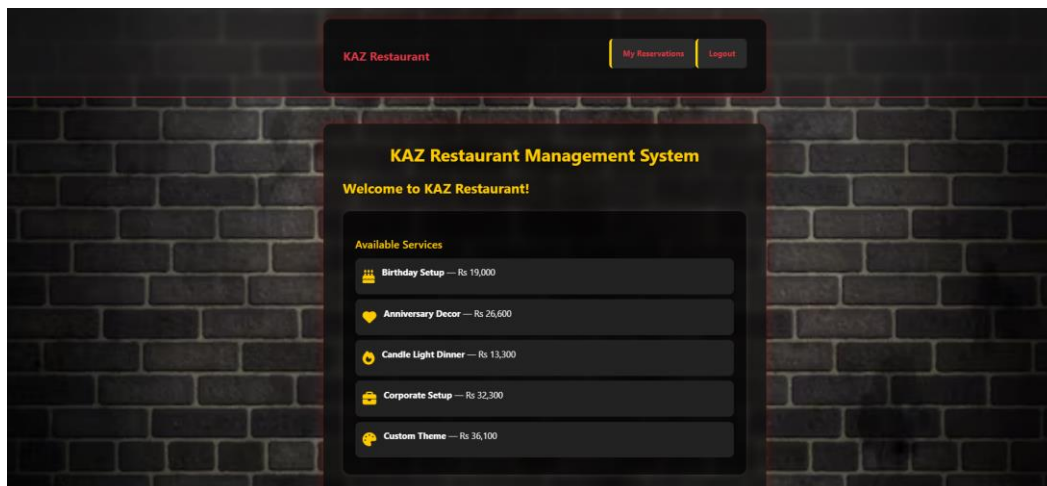 KAZ Restaurant
My Reservations
Logout
KAZ Restaurant Management System
Welcome to KAZ Restaurant!
Available Services
Birthday Setup — Rs 19,000
Anniversary Decor — Rs 26,600
Candle Light Dinner — Rs 13,300
Corporate Setup — Rs 32,300
Custom Theme — Rs 36,100